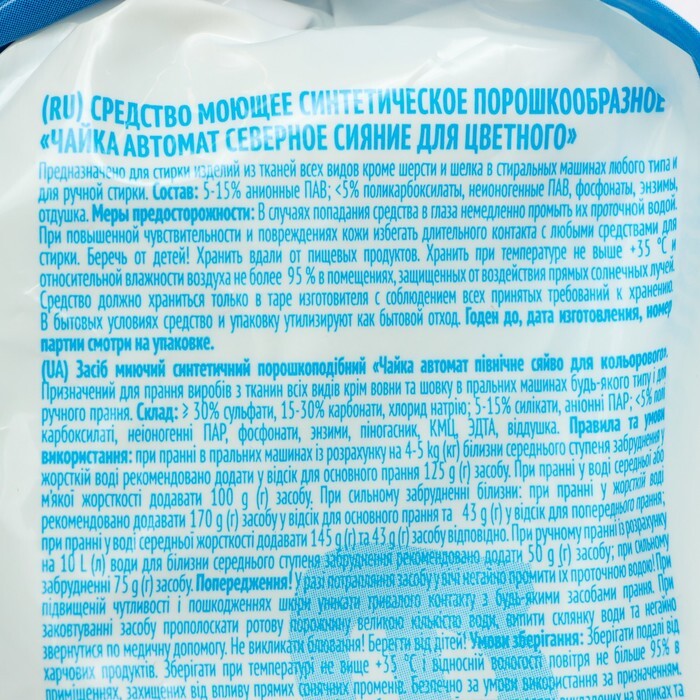 (RU) СРЕДСТВО МОЮЩЕЕ СИНТЕТИЧЕСКОЕ ПОРОШКООБРАЗНОЕ
«ЧАЙКА АВТОМАТ СЕВЕРНОЕ СИЯНИЕ ДЛЯ ЦВЕТНОГО»
Предназначено для стирки изделий из тканей всех видов кроме шерсти и шелка в стиральных машинах любого типа и
для ручной стирки. Состав: 5-15% анионные ПАВ; <5% поликарбоксилаты, неионогенные ПАВ, фосфонаты, энзимы,
отдушка. Меры предосторожности: В случаях попадания средства в глаза немедленно промыть их проточной водой.
При повышенной чувствительности и повреждениях кожи избегать длительного контакта с любыми средствами для
стирки. Беречь от детей! Хранить вдали от пищевых продуктов. Хранить при температуре не выше +35 °С и
относительной влажности воздуха не более 95 % в помещениях, защищенных от воздействия прямых солнечных лучей.
Средство должно храниться только в таре изготовителя с соблюдением всех принятых требований к хранению.
В бытовых условиях средство и упаковку утилизируют как бытовой отход. Годен до, дата изготовления, номер
партии смотри на упаковке.
(UA) Засіб миючий синтетичний порошкоподібний «Чайка автомат північне сяйво для кольорового».
Призначений для прання виробів з тканин всіх видів крім вовни та шовку в пральних машинах будь-якого типу і для
ручного прання. Склад: ≥ 30% сульфати, 15-30% карбонати, хлорид натрію; 5-15% силікати, аніонні ПАР; <5% полі
карбоксилаті, неіоногенні ПАР, фосфонати, энзими, піногасник, КМЦ, ЭДТА, віддушка. Правила та умови
використання: при пранні в пральних машинах із розрахунку на 4-5 kg (кг) білизни середнього ступеня забруднення у
жорсткій воді рекомендовано додати у відсік для основного прання 125 g (г) засобу. При пранні у воді середньої або
м'якої жорсткості додавати 100 g (г) засобу. При сильному забрудненні білизни: при пранні у жорсткій воді
рекомендовано додавати 170 g (г) засобу у відсік для основного прання та 43 g (г) у відсік для попереднього прання;
при пранні у воді середньої жорсткості додавати 145 g (г) та 43 g (г) засобу відповідно. При ручному пранні із розрахунку
на 10 L (л) води для білизни середнього ступеня забруднення рекомендовано додати 50 g (г) засобу; при сильному
забрудненні 75 g (г) засобу. Попередження! У разі потрапляння засобу у вічі негайно промити їх проточною водою! При
підвищеній чутливості і пошкодженнях шкіри уникати тривалого контакту з будь-якими засобами прання. При
заковтуванні засобу прополоскати ротову порожнину великою кількістю води, випити склянку води та негайно
звернутися по медичну допомогу. Не викликати блювання! Берегти від дітей! Умови зберігання: Зберігати подалі від
харчових продуктів. Зберігати при температурі не вище +35 °С і відносній вологості повітря не більше 95% в
приміщеннях, захищених від впливу прямих сонячних променів. Безпечно за умови використання за призначенням.